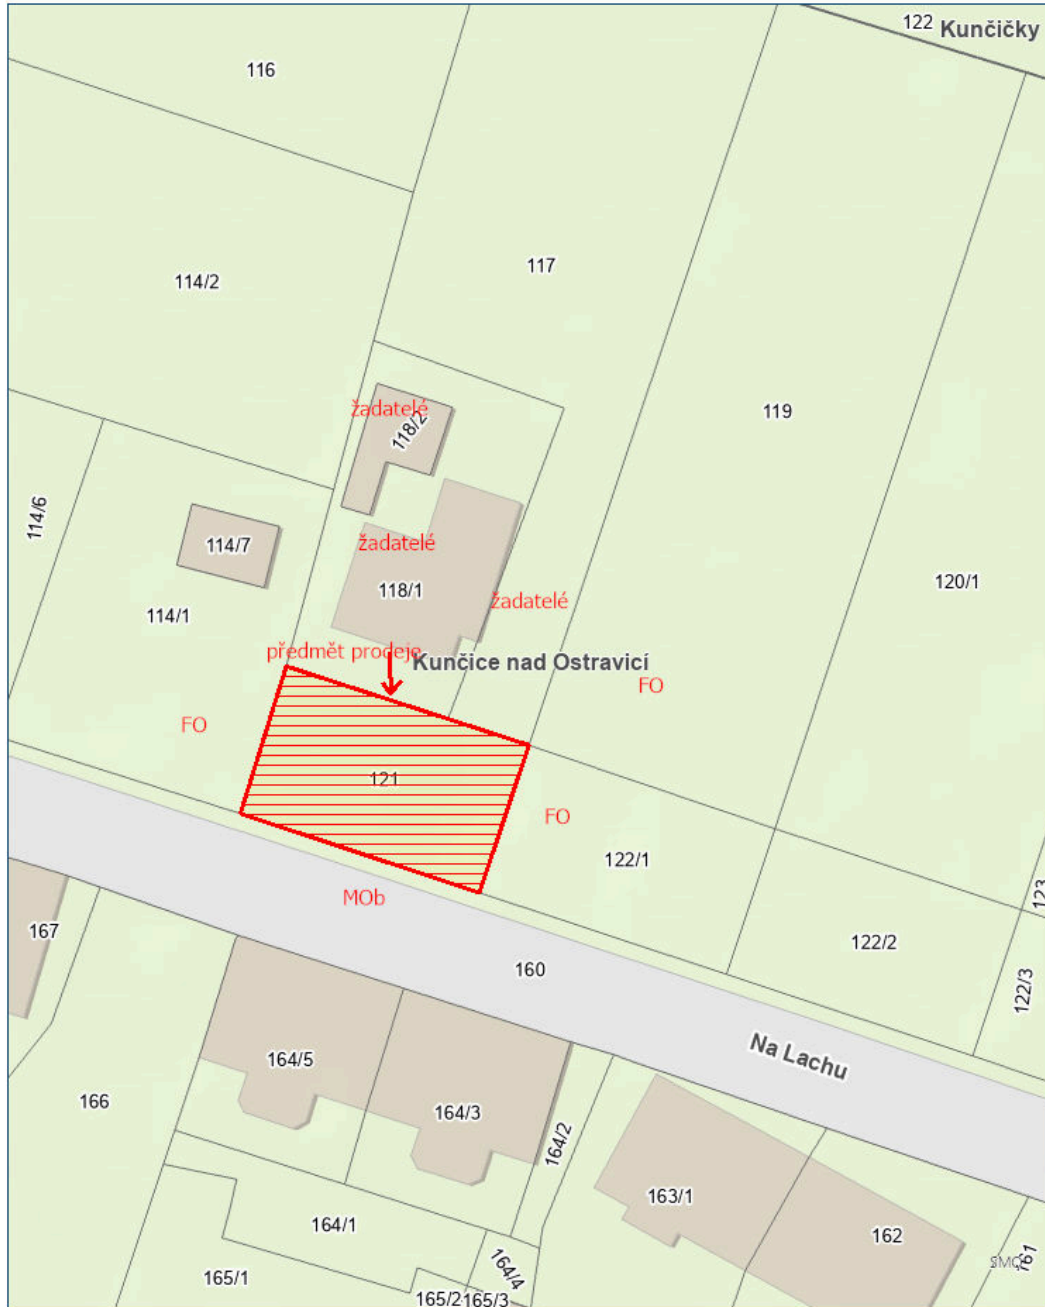 122
Kunčičky
116
117
114/2
119
žadatelé
118/2
114/6
114/7
žadatelé
118/1
120/1
žadatelé
114/1
předmět prodeje
Kunčice nad Ostravicí
FO
FO
121
FO
122/1
MOb
123
167
122/2
160
122/3
Na Lachu
164/5
166
164/3
164/2
163/1
164/1
162
161
164/4
165/1
165/2
165/3